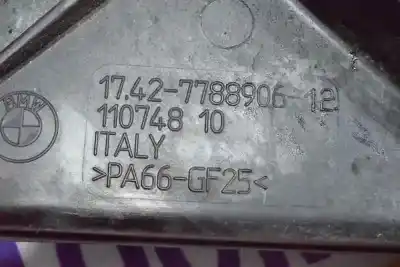 BMW
17.42-7788906-12
110748 10
ITALY
>PA66-GF25<